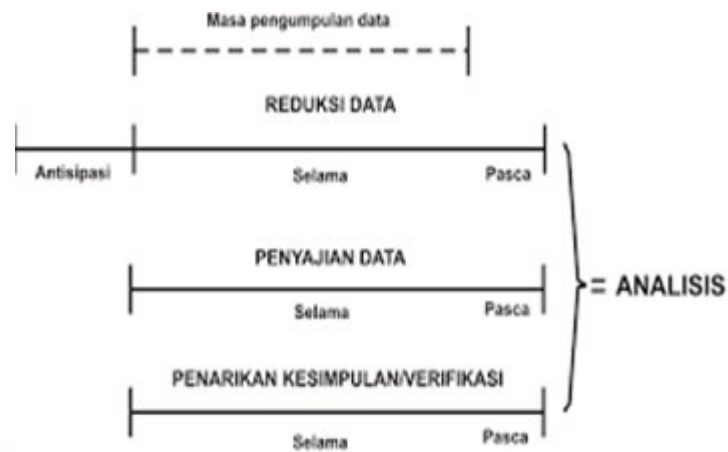 Masa pengumpulan data
REDUKSI DATA
Antisipasi Selama Pasca
PENYAJIAN DATA
= ANALISIS
Selama Pasca
PENARIKAN KESIMPULAN/VERIFIKASI
Selama Pasca